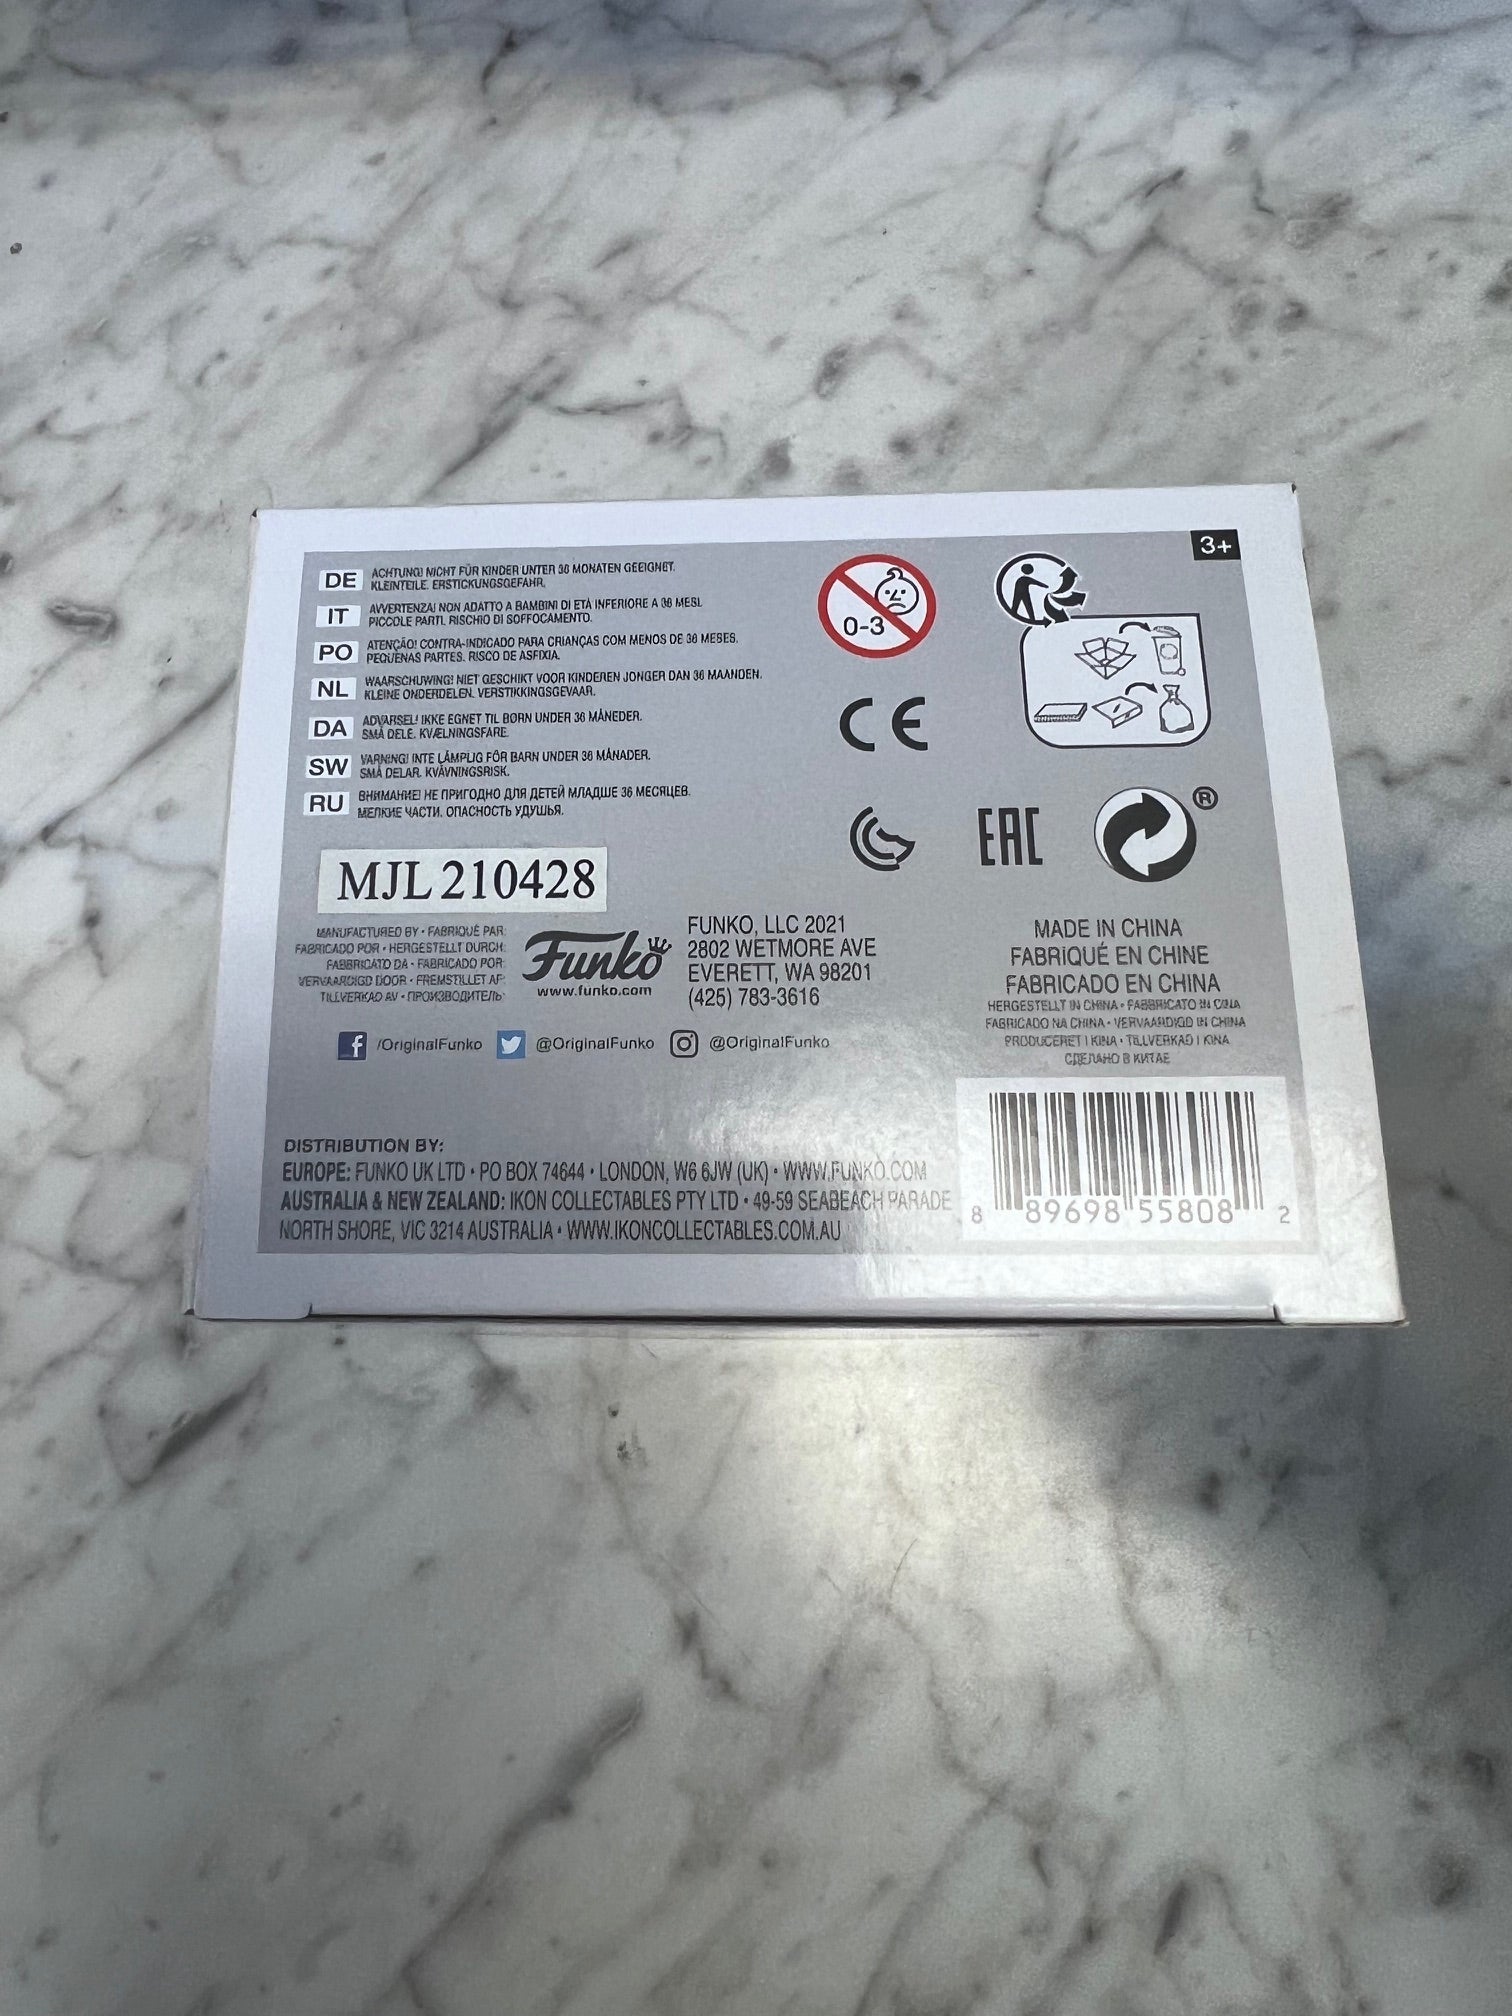 3+
DE ACHTUNG! NICHT FÜR KINDER UNTER 36 MONATEN GEEIGNET.
KLEINTEILE. ERSTICKUNGSGEFAHR.
IT AVVERTENZA! NON ADATTO A BAMBINI DI ETÀ INFERIORE A 36 MESI.
PICCOLE PARTI. RISCHIO DI SOFFOCAMENTO.
PO ATENÇÃO! CONTRA-INDICADO PARA CRIANÇAS COM MENOS DE 36 MESES.
PEQUENAS PARTES. RISCO DE ASFIXIA.
NL WAARSCHUWING! NIET GESCHIKT VOOR KINDEREN JONGER DAN 36 MAANDEN.
KLEINE ONDERDELEN. VERSTIKKINGSGEVAAR.
DA ADVARSEL! IKKE EGNET TIL BØRN UNDER 36 MÅNEDER.
SMÅ DELE. KVÆLNINGSFARE.
SW VARNING! INTE LÄMPLIG FÖR BARN UNDER 36 MÅNADER.
SMÅ DELAR. KVÄVNINGSRISK.
RU ВНИМАНИЕ! НЕ ПРИГОДНО ДЛЯ ДЕТЕЙ МЛАДШЕ 36 МЕСЯЦЕВ.
МЕЛКИЕ ЧАСТИ. ОПАСНОСТЬ УДУШЬЯ.
0-3
CE
EAC
®
MJL 210428
MANUFACTURED BY • FABRIQUÉ PAR:
FABRICADO POR • HERGESTELLT DURCH:
FABBRICATO DA • FABRICADO POR:
VERVAARDIGD DOOR • FREMSTILLET AF:
TILLVERKAD AV • ПРОИЗВОДИТЕЛЬ:
Funko
www.funko.com
FUNKO, LLC 2021
2802 WETMORE AVE
EVERETT, WA 98201
(425) 783-3616
MADE IN CHINA
FABRIQUÉ EN CHINE
FABRICADO EN CHINA
HERGESTELLT IN CHINA • FABBRICATO IN CINA
FABRICADO NA CHINA • VERVAARDIGD IN CHINA
PRODUCERET I KINA • TILLVERKAD I KINA
СДЕЛАНО В КИТАЕ
f /OriginalFunko @OriginalFunko @OriginalFunko
DISTRIBUTION BY:
EUROPE: FUNKO UK LTD • PO BOX 74644 • LONDON, W6 6JW (UK) • WWW.FUNKO.COM
AUSTRALIA & NEW ZEALAND: IKON COLLECTABLES PTY LTD • 49-59 SEABEACH PARADE
NORTH SHORE, VIC 3214 AUSTRALIA • WWW.IKONCOLLECTABLES.COM.AU
8 89698 55808 2